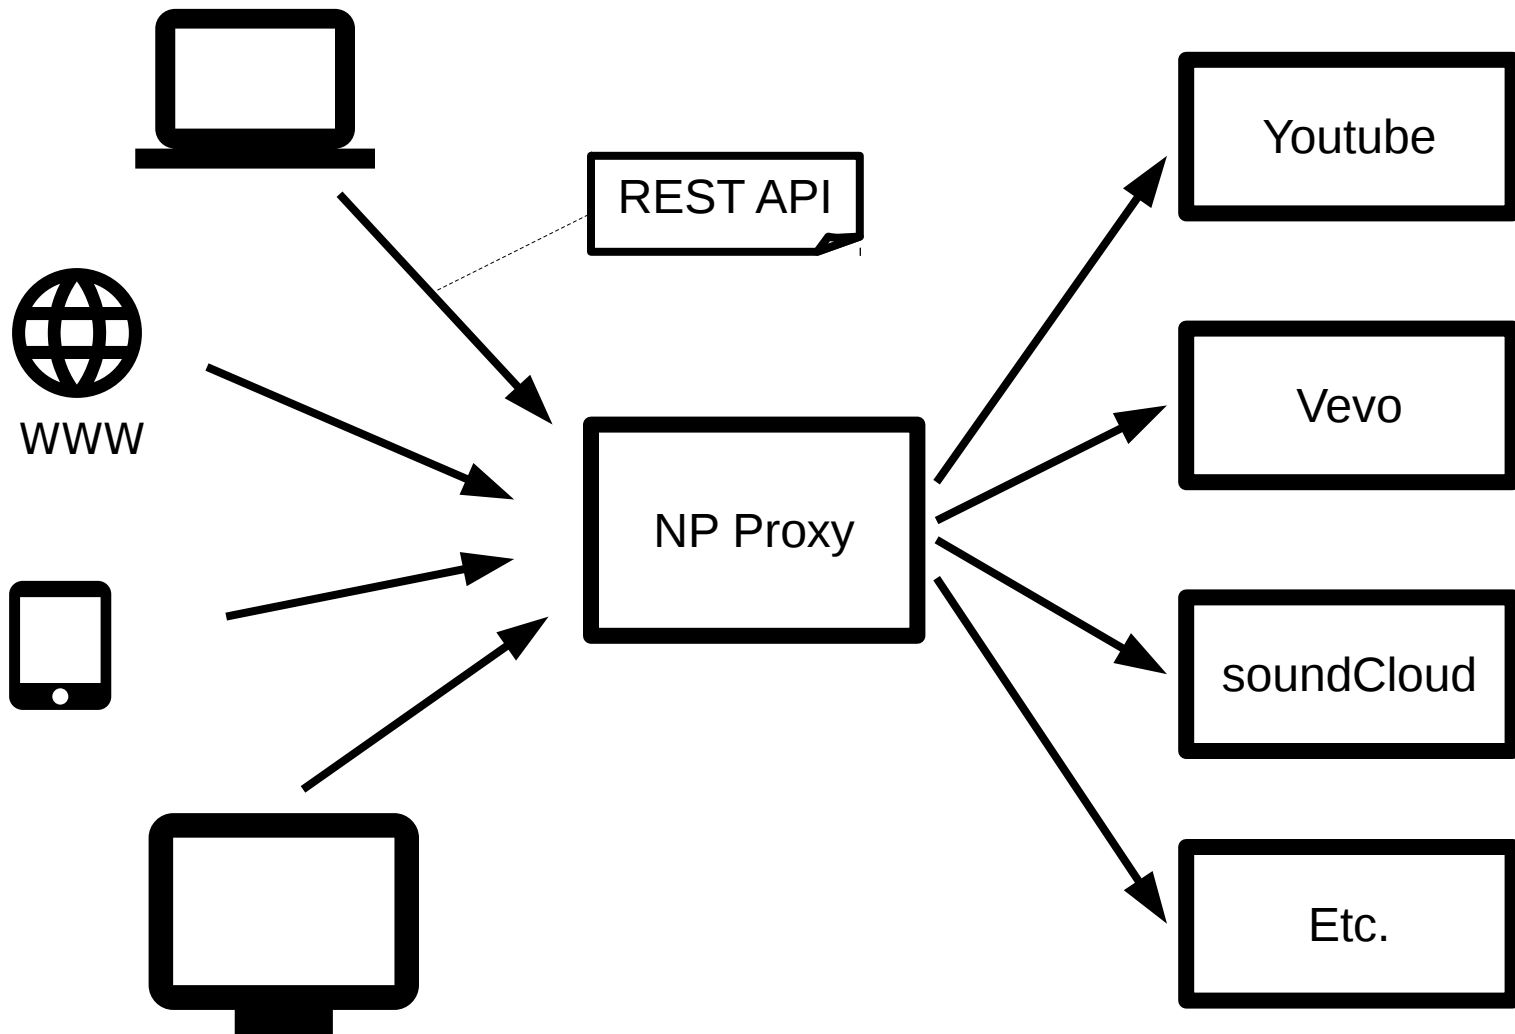 REST API
Youtube
WWW
Vevo
NP Proxy
soundCloud
Etc.